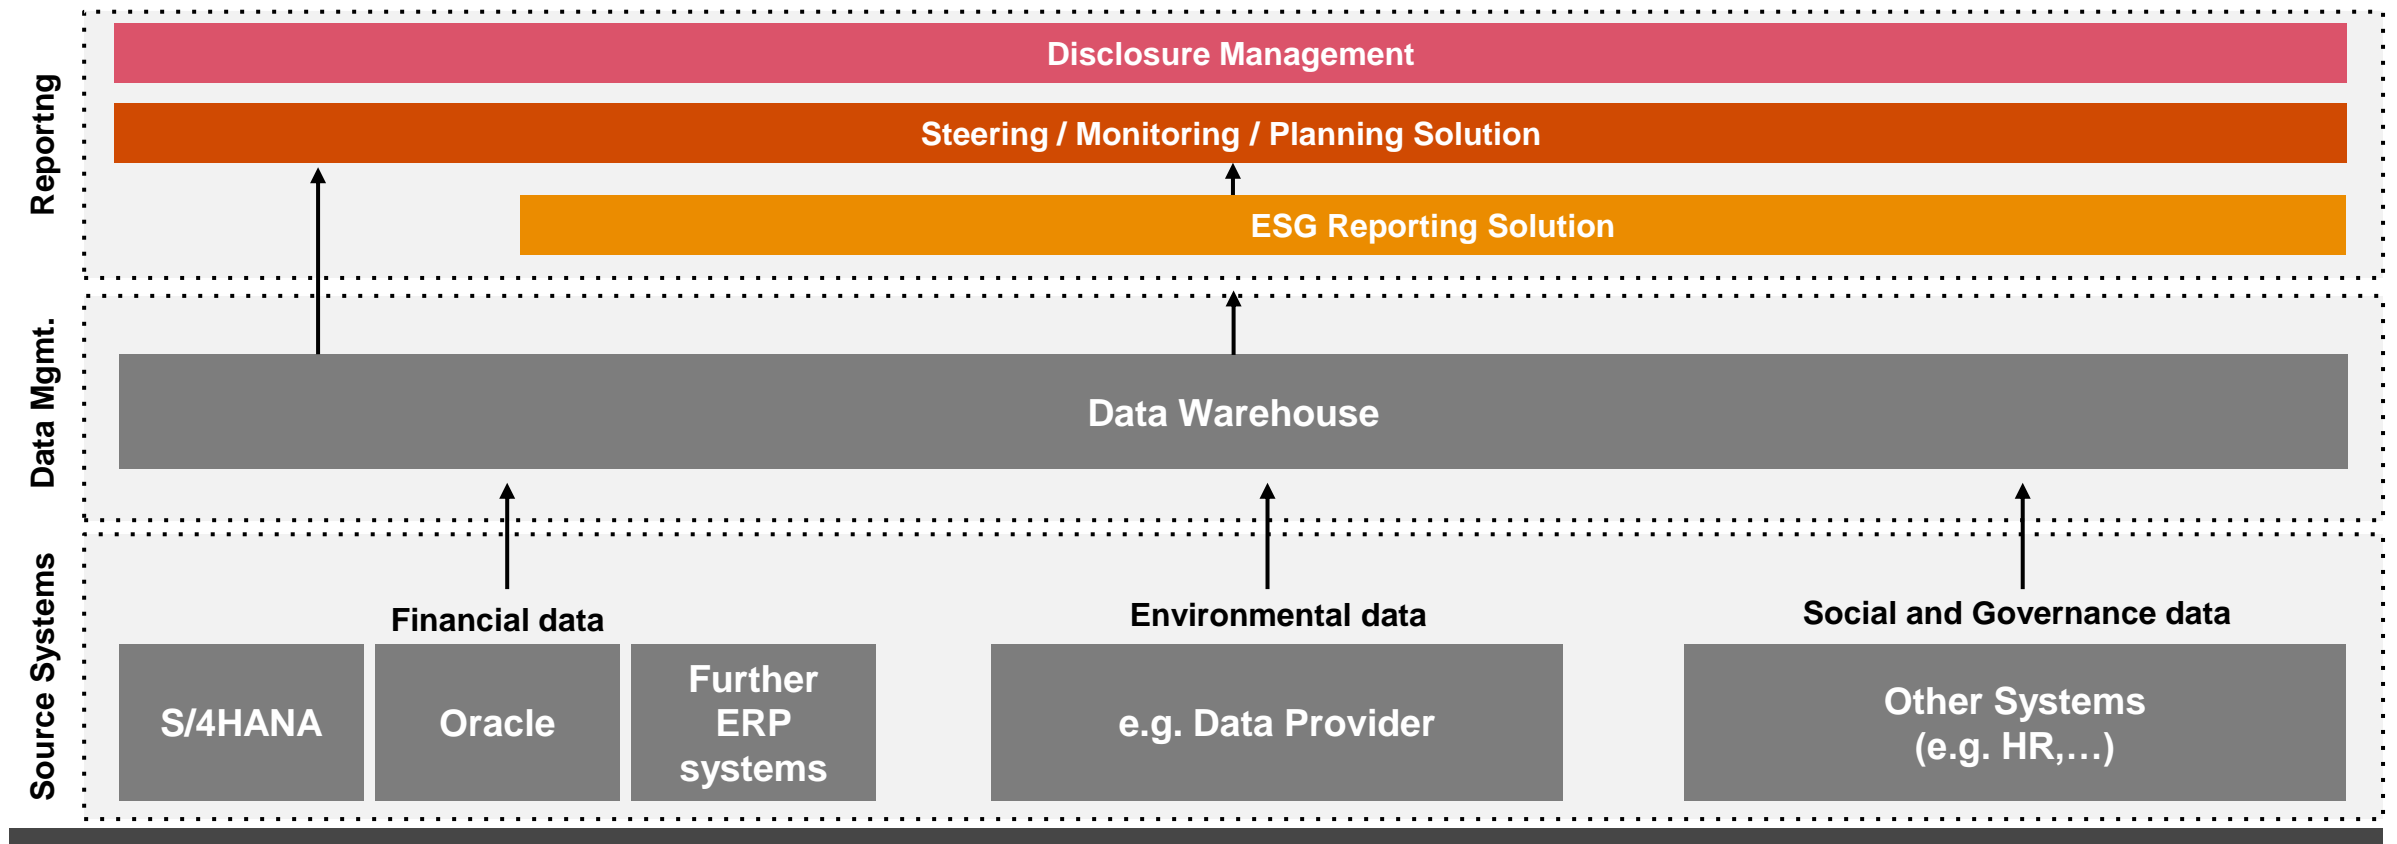 Reportng
Disclosure Management
Steering / Monitoring / Planning Solution
ESG Reporting Solution
Data Mgmt.
Data Warehouse
Source Systems
Financial data
Environmental data
Social and Governance data
S/4HANA
Oracle
Further
ERP
systems
e.g. Data Provider
Other Systems
(e.g. HR,…)